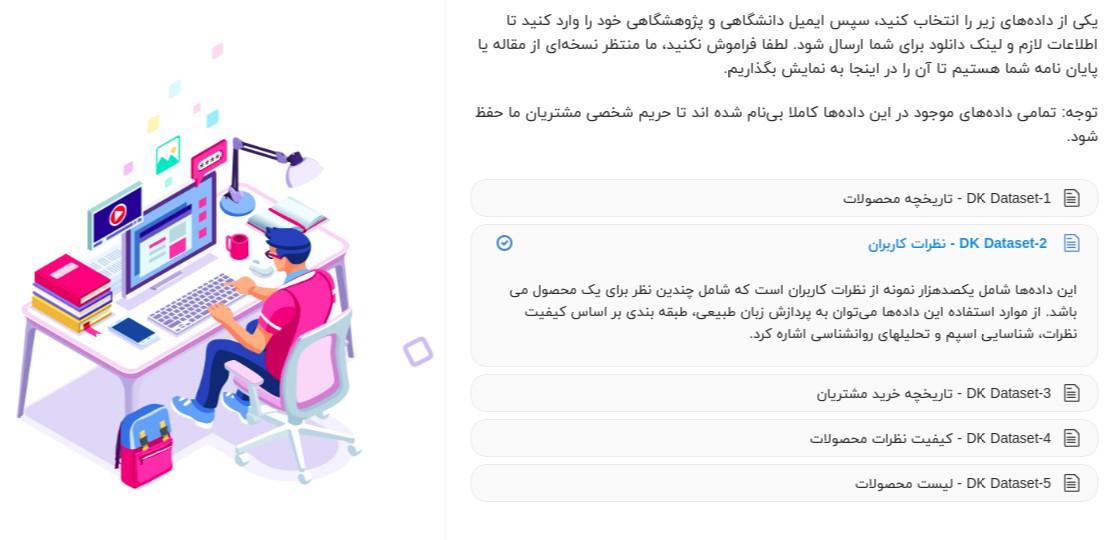 یکی از داده‌های زیر را انتخاب کنید، سپس ایمیل دانشگاهی و پژوهشگاهی خود را وارد کنید تا
اطلاعات لازم و لینک دانلود برای شما ارسال شود. لطفا فراموش نکنید، ما منتظر نسخه‌ای از مقاله یا
پایان نامه شما هستیم تا آن را در اینجا به نمایش بگذاریم.
توجه: تمامی داده‌های موجود در این داده‌ها کاملا بی‌نام شده اند تا حریم شخصی مشتریان ما حفظ
شود.
DK Dataset-1 - تاریخچه محصولات
DK Dataset-2 - نظرات کاربران
این داده‌ها شامل یکصدهزار نمونه از نظرات کاربران است که شامل چندین نظر برای یک محصول می
باشد. از موارد استفاده این داده‌ها می‌توان به پردازش زبان طبیعی، طبقه بندی بر اساس کیفیت
نظرات، شناسایی اسپم و تحلیلهای روانشناسی اشاره کرد.
DK Dataset-3 - تاریخچه خرید مشتریان
DK Dataset-4 - کیفیت نظرات محصولات
DK Dataset-5 - لیست محصولات